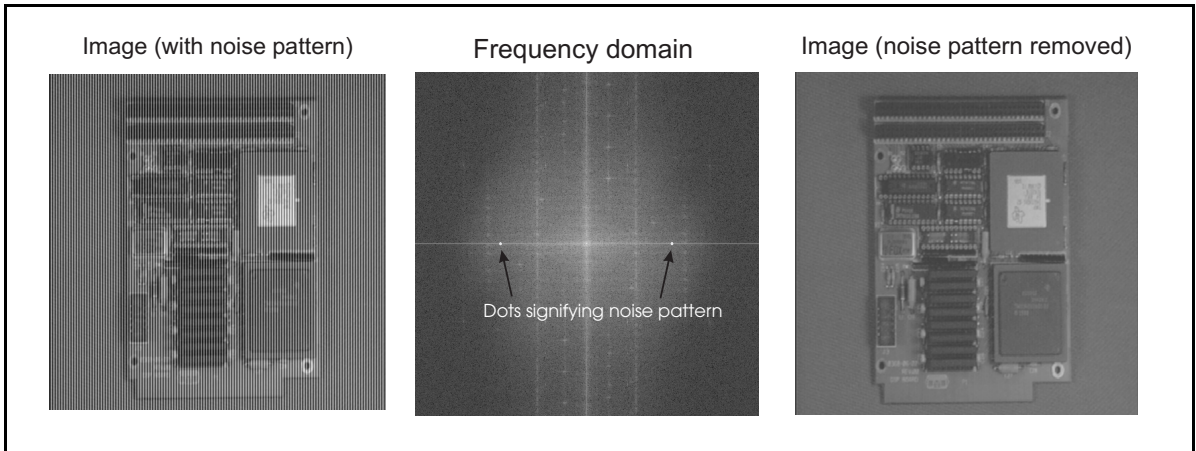 Image (with noise pattern)
Frequency domain
Image (noise pattern removed)
Dots signifying noise pattern